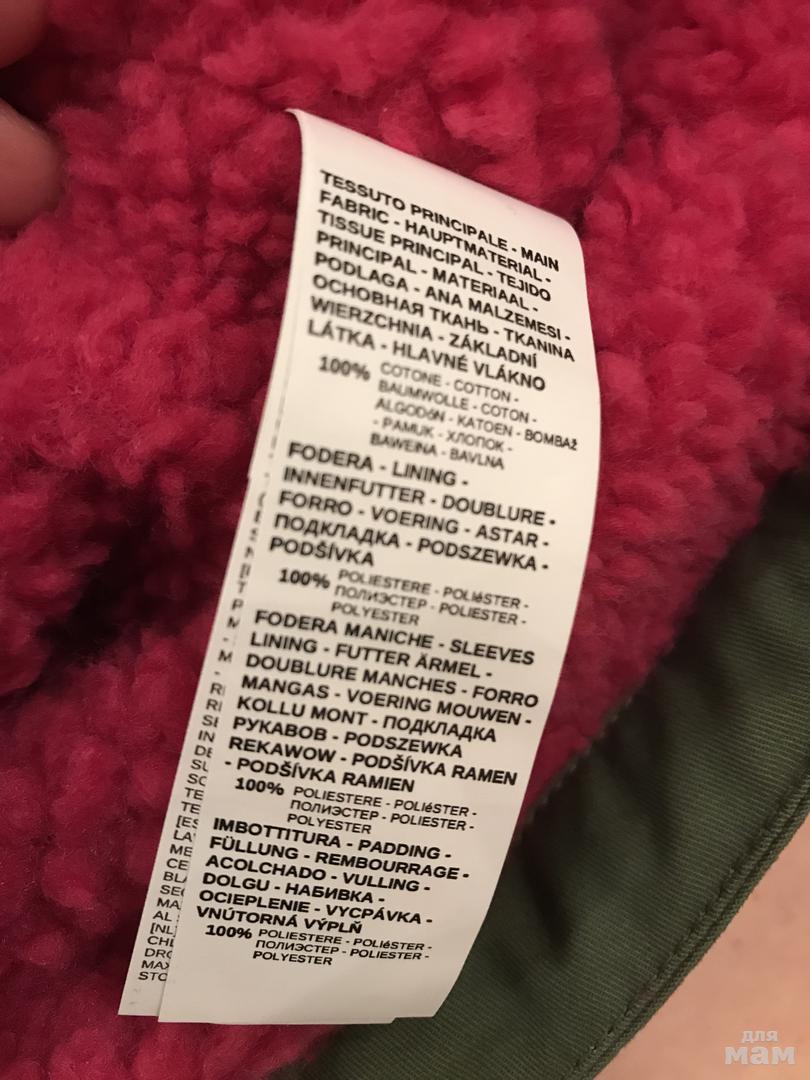 TESSUTO PRINCIPALE - MAIN
FABRIC - HAUPTMATERIAL -
TISSUE PRINCIPAL - TEJIDO
PRINCIPAL - MATERIAAL -
PODLAGA - ANA MALZEMESI -
ОСНОВНАЯ ТКАНЬ - TKANINA
WIERZCHNIA - ZÁKLADNÍ
LÁTKA - HLAVNÉ VLÁKNO
100% COTONE - COTTON -
BAUMWOLLE - COTON -
ALGODóN - KATOEN - BOMBAž
- PAMUK - ХЛОПОК -
BAWEłNA - BAVLNA
FODERA - LINING -
INNENFUTTER - DOUBLURE -
FORRO - VOERING - ASTAR -
ПОДКЛАДКА - PODSZEWKA -
PODŠÍVKA
100% POLIESTERE - POLIéSTER -
ПОЛИЭСТЕР - POLIESTER -
POLYESTER
FODERA MANICHE - SLEEVES
LINING - FUTTER ÄRMEL -
DOUBLURE MANCHES - FORRO
MANGAS - VOERING MOUWEN -
KOLLU MONT - ПОДКЛАДКА
РУКАВОВ - PODSZEWKA
REKAWOW - PODŠÍVKA RAMEN
- PODŠÍVKA RAMIEN
100% POLIESTERE - POLIéSTER -
ПОЛИЭСТЕР - POLIESTER -
POLYESTER
IMBOTTITURA - PADDING -
FÜLLUNG - REMBOURRAGE -
ACOLCHADO - VULLING -
DOLGU - НАБИВКА -
OCIEPLENIE - VYCPÁVKA -
VNÚTORNÁ VÝPLŇ
100% POLIESTERE - POLIéSTER -
ПОЛИЭСТЕР - POLIESTER -
POLYESTER
для
мам